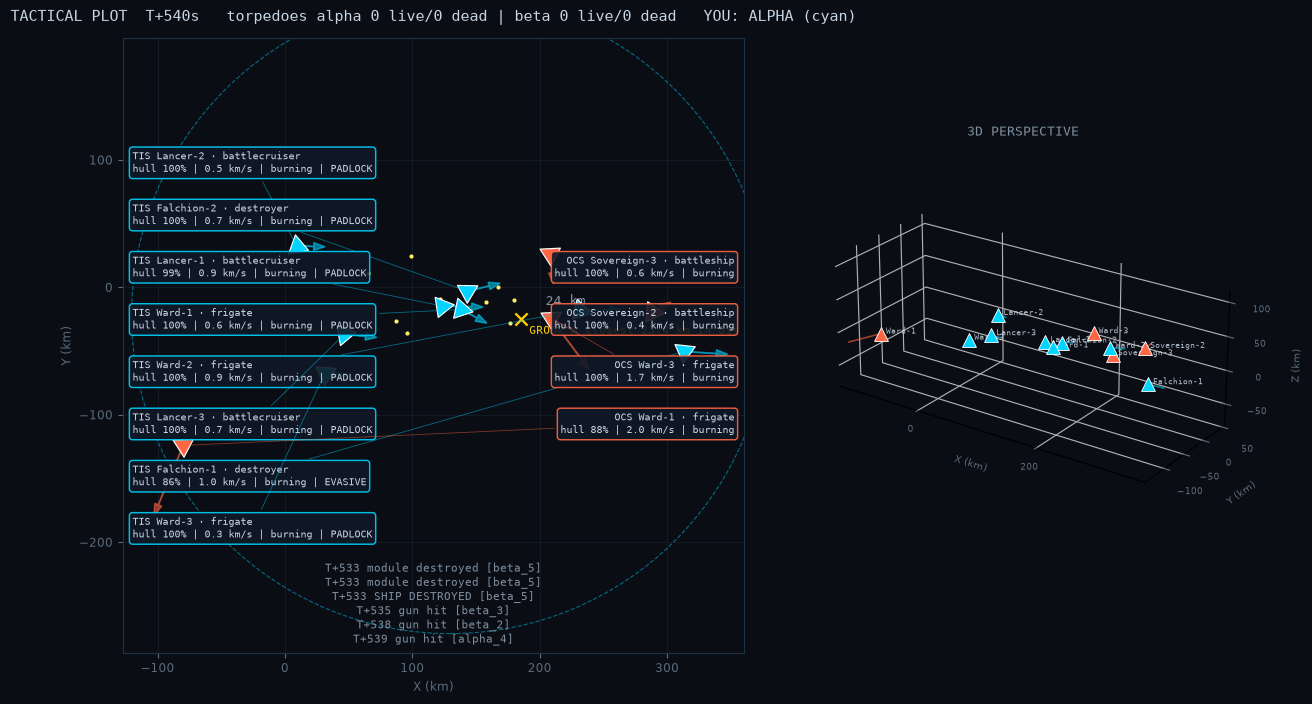 TACTICAL PLOT  T+540s   torpedoes alpha 0 live/0 dead | beta 0 live/0 dead   YOU: ALPHA (cyan)
3D PERSPECTIVE
TIS Lancer-2 · battlecruiser
hull 100% | 0.5 km/s | burning | PADLOCK
TIS Falchion-2 · destroyer
hull 100% | 0.7 km/s | burning | PADLOCK
TIS Lancer-1 · battlecruiser
hull 99% | 0.9 km/s | burning | PADLOCK
TIS Ward-1 · frigate
hull 100% | 0.6 km/s | burning | PADLOCK
TIS Ward-2 · frigate
hull 100% | 0.9 km/s | burning | PADLOCK
TIS Lancer-3 · battlecruiser
hull 100% | 0.7 km/s | burning | PADLOCK
TIS Falchion-1 · destroyer
hull 86% | 1.0 km/s | burning | EVASIVE
TIS Ward-3 · frigate
hull 100% | 0.3 km/s | burning | PADLOCK
OCS Sovereign-3 · battleship
hull 100% | 0.6 km/s | burning
24 km
OCS Sovereign-2 · battleship
hull 100% | 0.4 km/s | burning
OCS Ward-3 · frigate
hull 100% | 1.7 km/s | burning
OCS Ward-1 · frigate
hull 88% | 2.0 km/s | burning
T+533 module destroyed [beta_5]
T+533 module destroyed [beta_5]
T+533 SHIP DESTROYED [beta_5]
T+535 gun hit [beta_3]
T+538 gun hit [beta_2]
T+539 gun hit [alpha_4]
100
0
−100
−200
Y (km)
−100
0
100
200
300
X (km)
Lancer-2
Ward-1
Lancer-3
Ward-3
Sovereign-2
Falchion-1
0
200
X (km)
−100
−50
0
50
Y (km)
100
50
0
−50
Z (km)